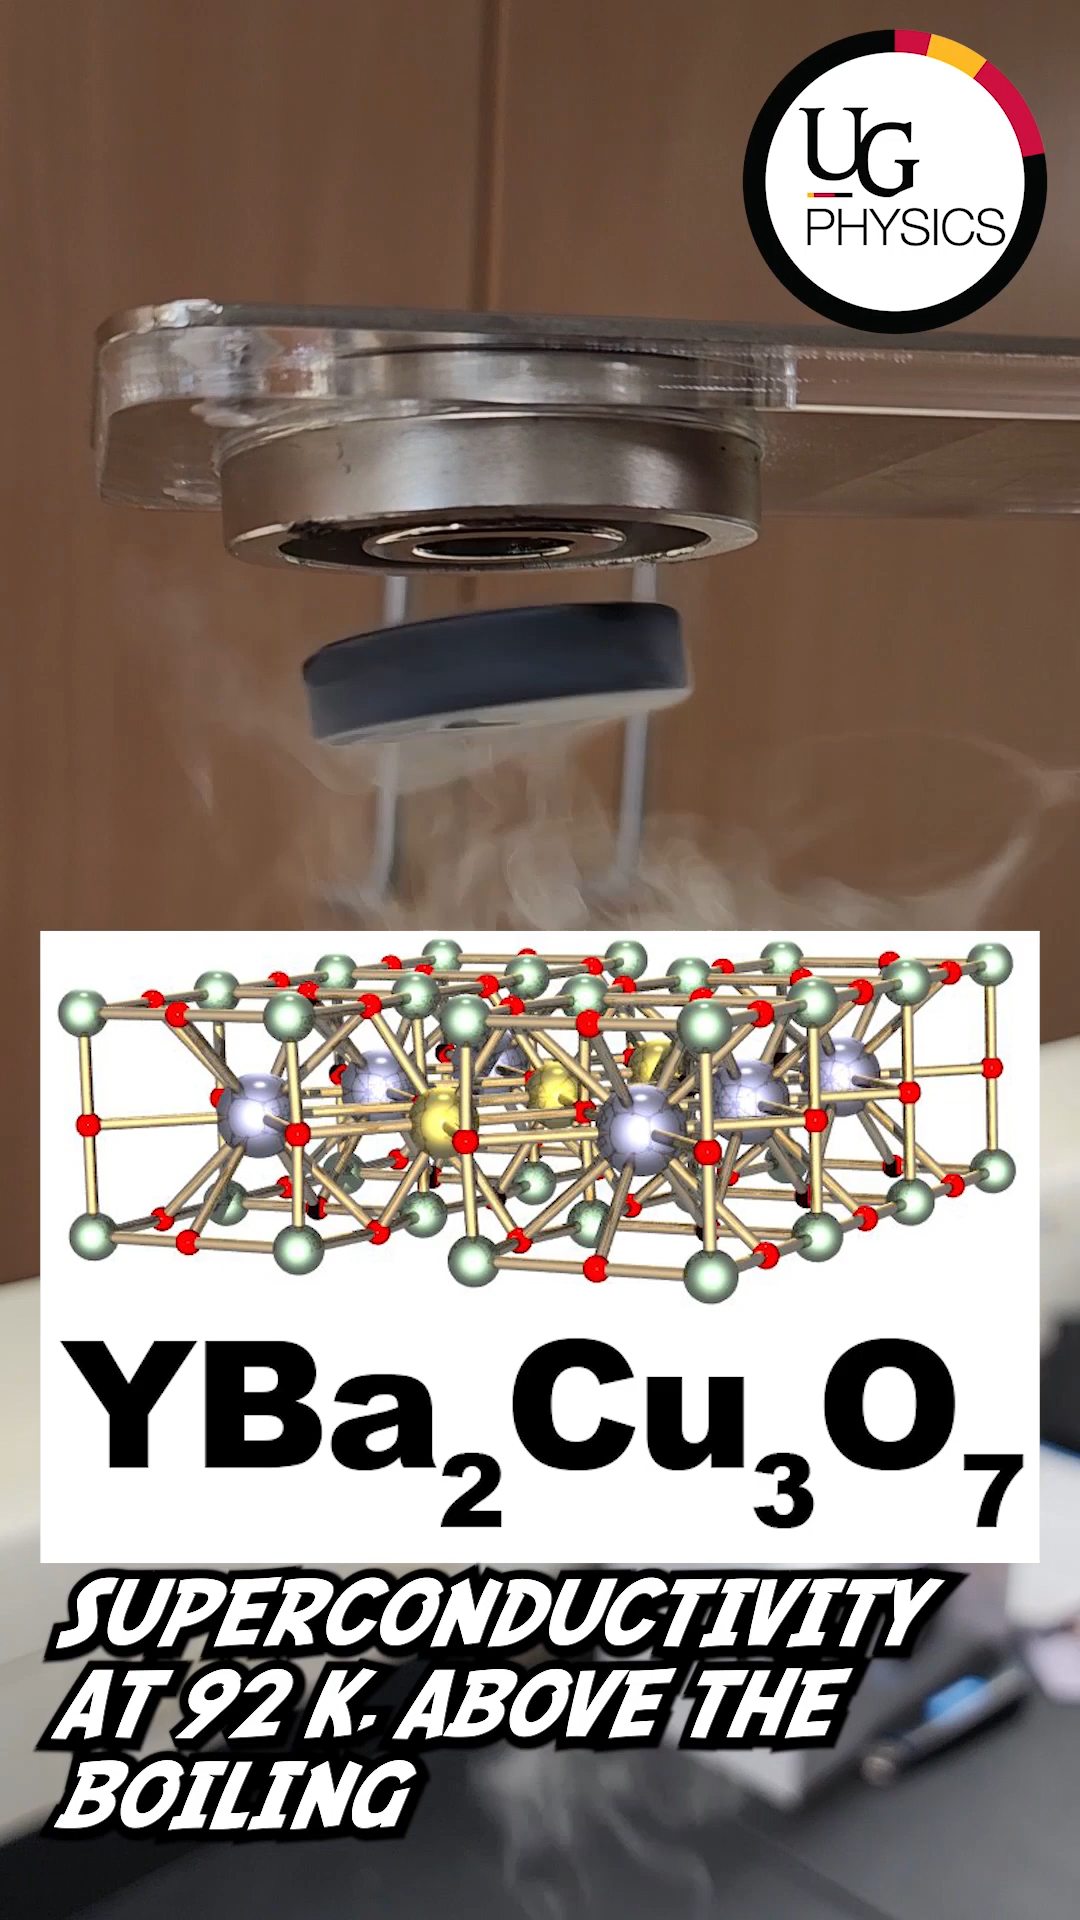 UG
PHYSICS
YBa₂Cu₃O₇
SUPERCONDUCTIVITY
AT 92 K, ABOVE THE
BOILING